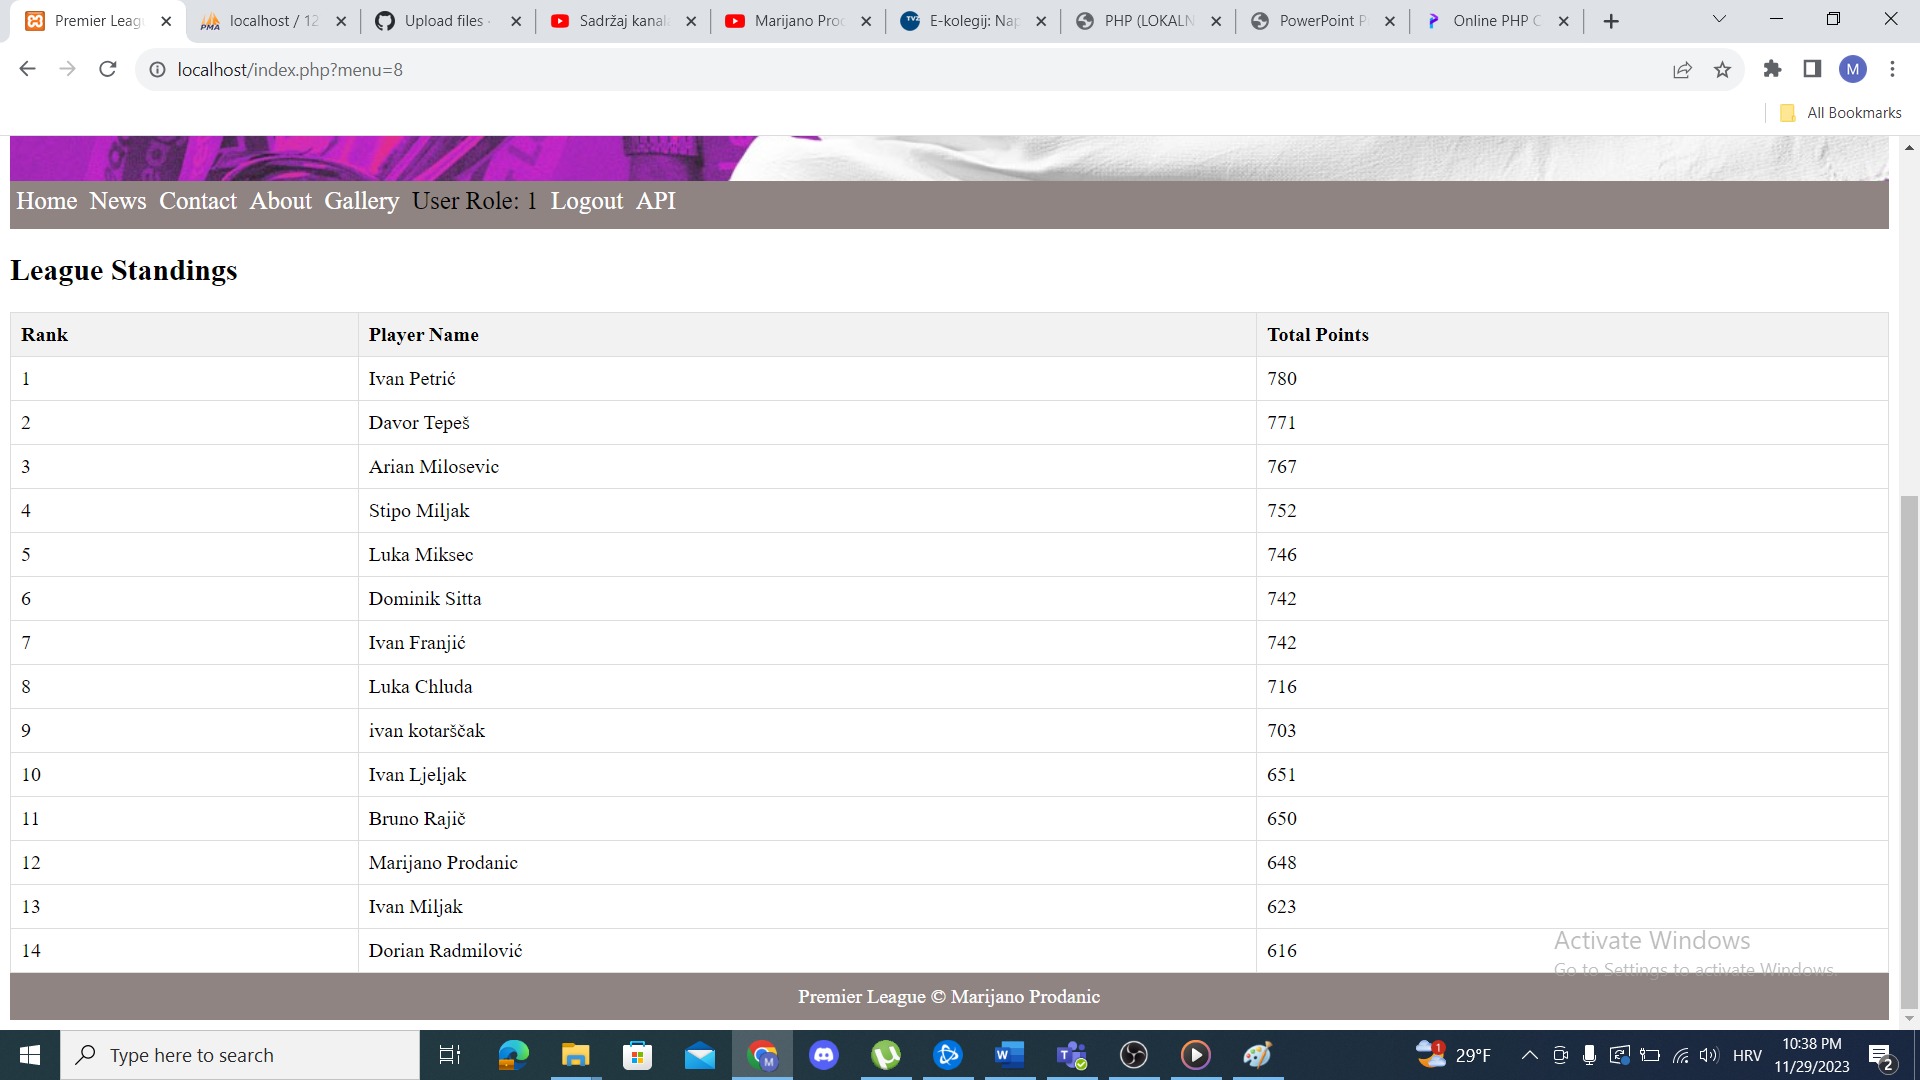 Premier Leag
localhost / 12
Upload files ·
Sadržaj kanal
Marijano Proc
E-kolegij: Nap
PHP (LOKALN
PowerPoint P
Online PHP C
localhost/index.php?menu=8
M
All Bookmarks
Home News Contact About Gallery User Role: 1 Logout API
League Standings
Rank Player Name Total Points
1 Ivan Petrić 780
2 Davor Tepeš 771
3 Arian Milosevic 767
4 Stipo Miljak 752
5 Luka Miksec 746
6 Dominik Sitta 742
7 Ivan Franjić 742
8 Luka Chluda 716
9 ivan kotarščak 703
10 Ivan Ljeljak 651
11 Bruno Rajič 650
12 Marijano Prodanic 648
13 Ivan Miljak 623
14 Dorian Radmilović 616
Activate Windows
Go to Settings to activate Windows.
Premier League © Marijano Prodanic
Type here to search
29°F
HRV
10:38 PM
11/29/2023
2